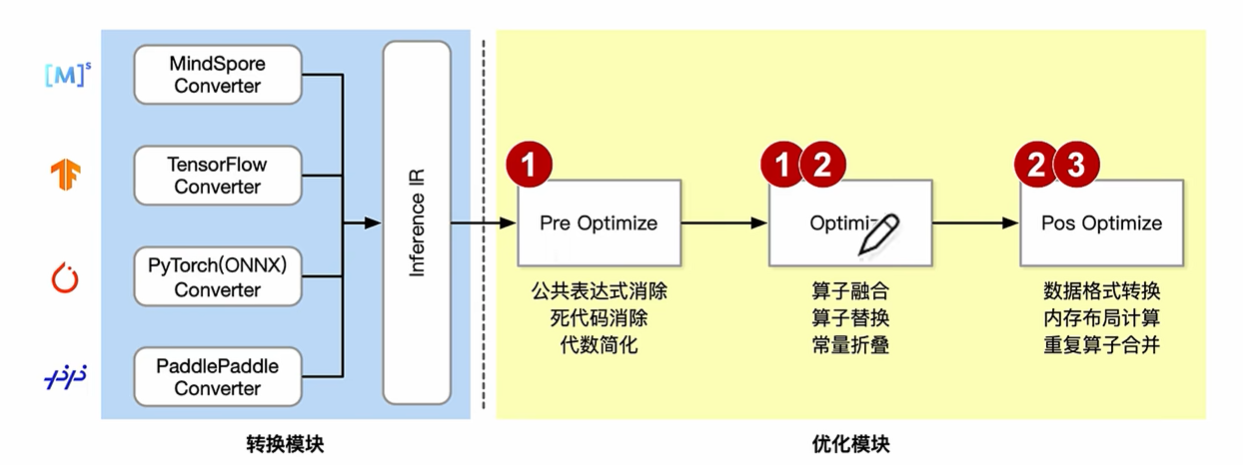 [M]s
MindSpore
Converter
TensorFlow
Converter
PyTorch(ONNX)
Converter
PaddlePaddle
Converter
Inference IR
转换模块
1
Pre Optimize
公共表达式消除
死代码消除
代数简化
1 2
Optimi
算子融合
算子替换
常量折叠
2 3
Pos Optimize
数据格式转换
内存布局计算
重复算子合并
优化模块